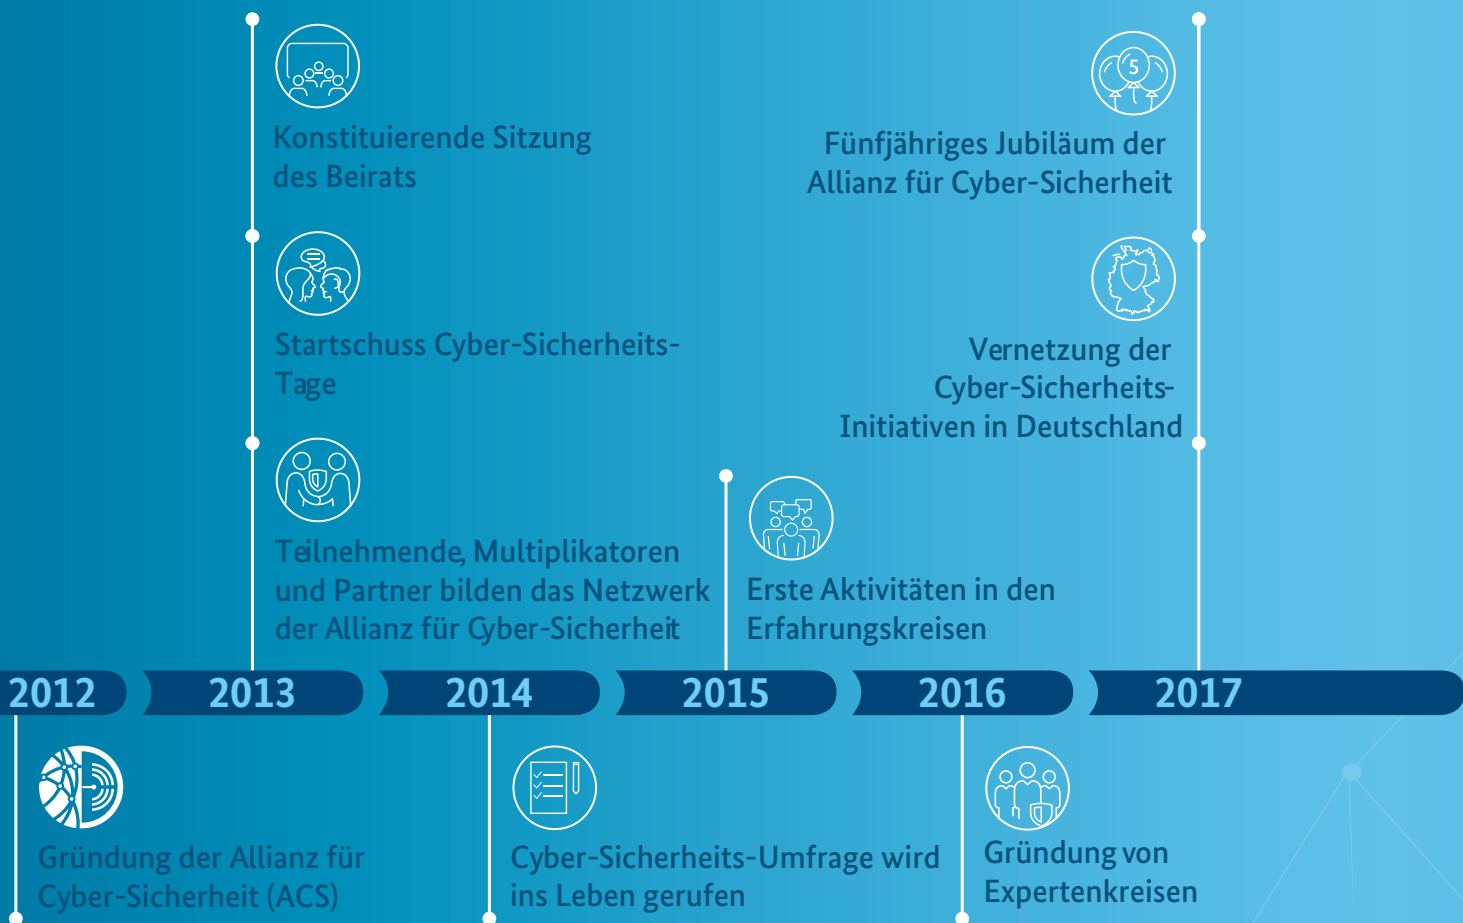 Konstituierende Sitzung
des Beirats
Startschuss Cyber-Sicherheits-
Tage
Teilnehmende, Multiplikatoren
und Partner bilden das Netzwerk
der Allianz für Cyber-Sicherheit
5
Fünfjähriges Jubiläum der
Allianz für Cyber-Sicherheit
Vernetzung der
Cyber-Sicherheits-
Initiativen in Deutschland
Erste Aktivitäten in den
Erfahrungskreisen
2012
2013
2014
2015
2016
2017
Gründung der Allianz für
Cyber-Sicherheit (ACS)
Cyber-Sicherheits-Umfrage wird
ins Leben gerufen
Gründung von
Expertenkreisen